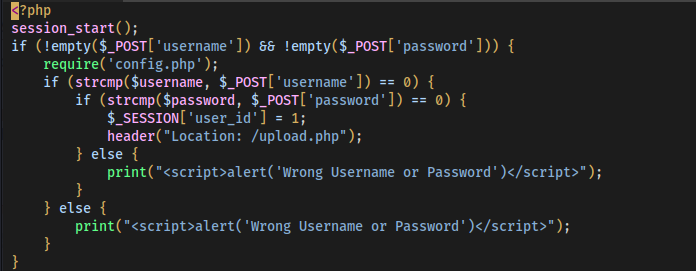 <?php
session_start();
if (!empty($_POST['username']) && !empty($_POST['password'])) {
    require('config.php');
    if (strcmp($username, $_POST['username']) == 0) {
        if (strcmp($password, $_POST['password']) == 0) {
            $_SESSION['user_id'] = 1;
            header("Location: /upload.php");
        } else {
            print("<script>alert('Wrong Username or Password')</script>");
        }
    } else {
        print("<script>alert('Wrong Username or Password')</script>");
    }
}